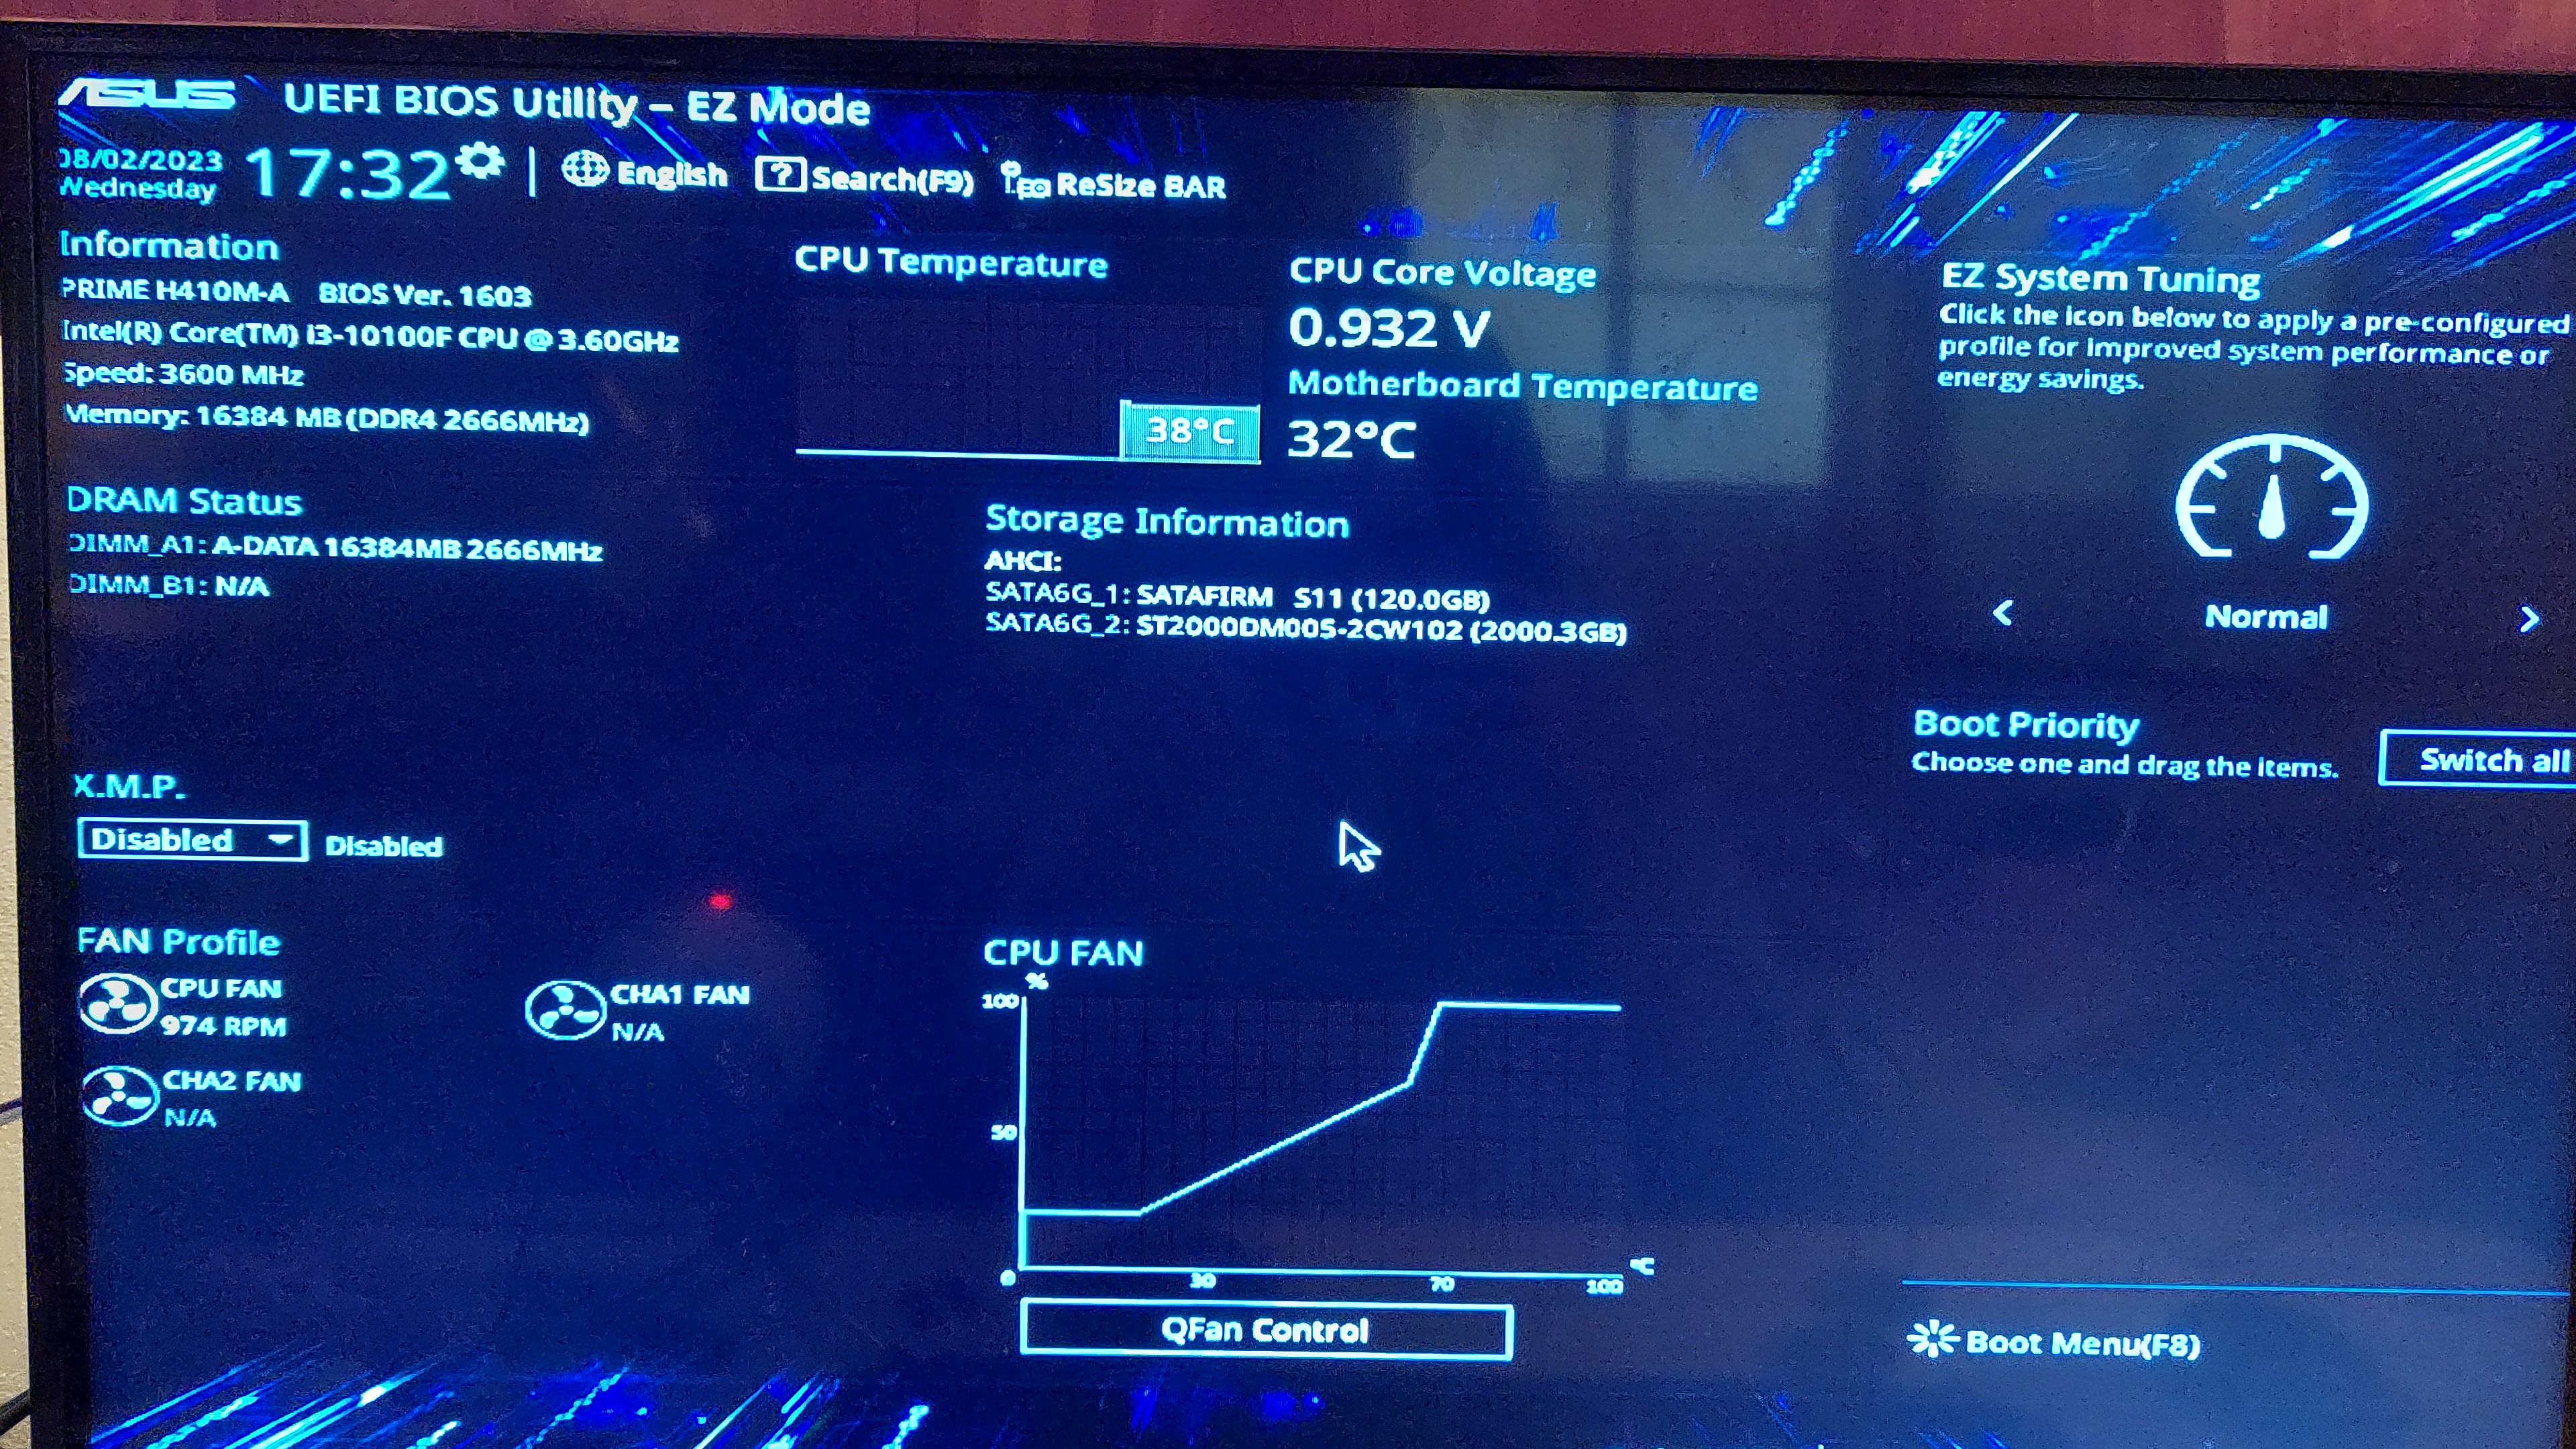 ASUS UEFI BIOS Utility – EZ Mode
08/02/2023
Wednesday
17:32
English
Search(F9)
ReSize BAR
Information
PRIME H410M-A BIOS Ver. 1603
Intel(R) Core(TM) i3-10100F CPU @ 3.60GHz
Speed: 3600 MHz
Memory: 16384 MB (DDR4 2666MHz)
DRAM Status
DIMM_A1: A-DATA 16384MB 2666MHz
DIMM_B1: N/A
X.M.P.
Disabled
Disabled
FAN Profile
CPU FAN
974 RPM
CHA1 FAN
N/A
CHA2 FAN
N/A
CPU Temperature
38°C
CPU Core Voltage
0.932 V
Motherboard Temperature
32°C
Storage Information
AHCI:
SATA6G_1: SATAFIRM   S11 (120.0GB)
SATA6G_2: ST2000DM005-2CW102 (2000.3GB)
CPU FAN
%
100
50
0
30
70
100
°C
QFan Control
EZ System Tuning
Click the icon below to apply a pre-configured
profile for improved system performance or
energy savings.
Normal
Boot Priority
Choose one and drag the items.
Switch all
Boot Menu(F8)